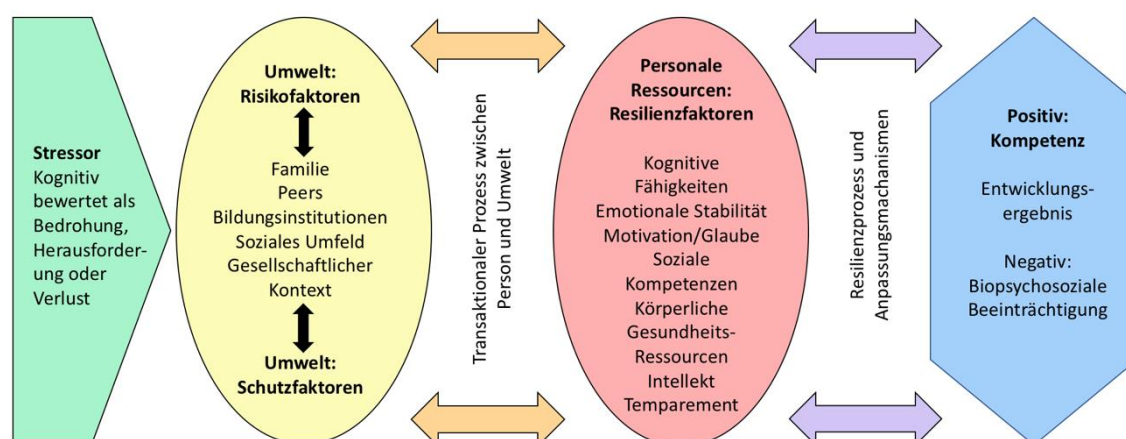 Stressor
Kognitiv
bewertet als
Bedrohung,
Herausforder-
ung oder
Verlust
Umwelt:
Risikofaktoren
Familie
Peers
Bildungsinstitutionen
Soziales Umfeld
Gesellschaftlicher
Kontext
Umwelt:
Schutzfaktoren
Transaktionaler Prozess zwischen
Person und Umwelt
Personale
Ressourcen:
Resilienzfaktoren
Kognitive
Fähigkeiten
Emotionale Stabilität
Motivation/Glaube
Soziale
Kompetenzen
Körperliche
Gesundheits-
Ressourcen
Intellekt
Temparement
Resilienzprozess und
Anpassungsmachanismen
Positiv:
Kompetenz
Entwicklungs-
ergebnis
Negativ:
Biopsychosoziale
Beeinträchtigung